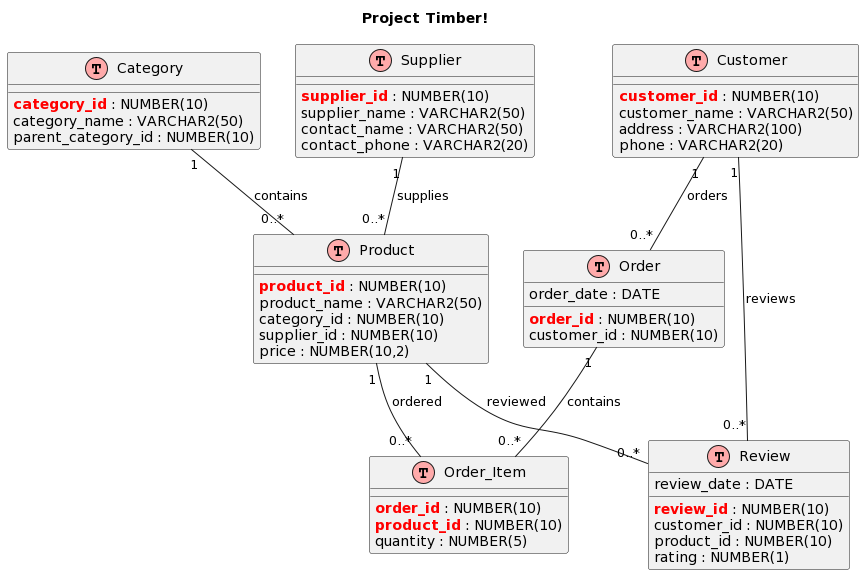 Project Timber!
T Category
category_id : NUMBER(10)
category_name : VARCHAR2(50)
parent_category_id : NUMBER(10)
T Supplier
supplier_id : NUMBER(10)
supplier_name : VARCHAR2(50)
contact_name : VARCHAR2(50)
contact_phone : VARCHAR2(20)
T Customer
customer_id : NUMBER(10)
customer_name : VARCHAR2(50)
address : VARCHAR2(100)
phone : VARCHAR2(20)
1
contains
0..*
1
supplies
0..*
1
orders
0..*
1
reviews
0..*
T Product
product_id : NUMBER(10)
product_name : VARCHAR2(50)
category_id : NUMBER(10)
supplier_id : NUMBER(10)
price : NUMBER(10,2)
T Order
order_date : DATE
order_id : NUMBER(10)
customer_id : NUMBER(10)
1
ordered
0..*
1
reviewed
0..*
1
contains
0..*
T Order_Item
order_id : NUMBER(10)
product_id : NUMBER(10)
quantity : NUMBER(5)
T Review
review_date : DATE
review_id : NUMBER(10)
customer_id : NUMBER(10)
product_id : NUMBER(10)
rating : NUMBER(1)